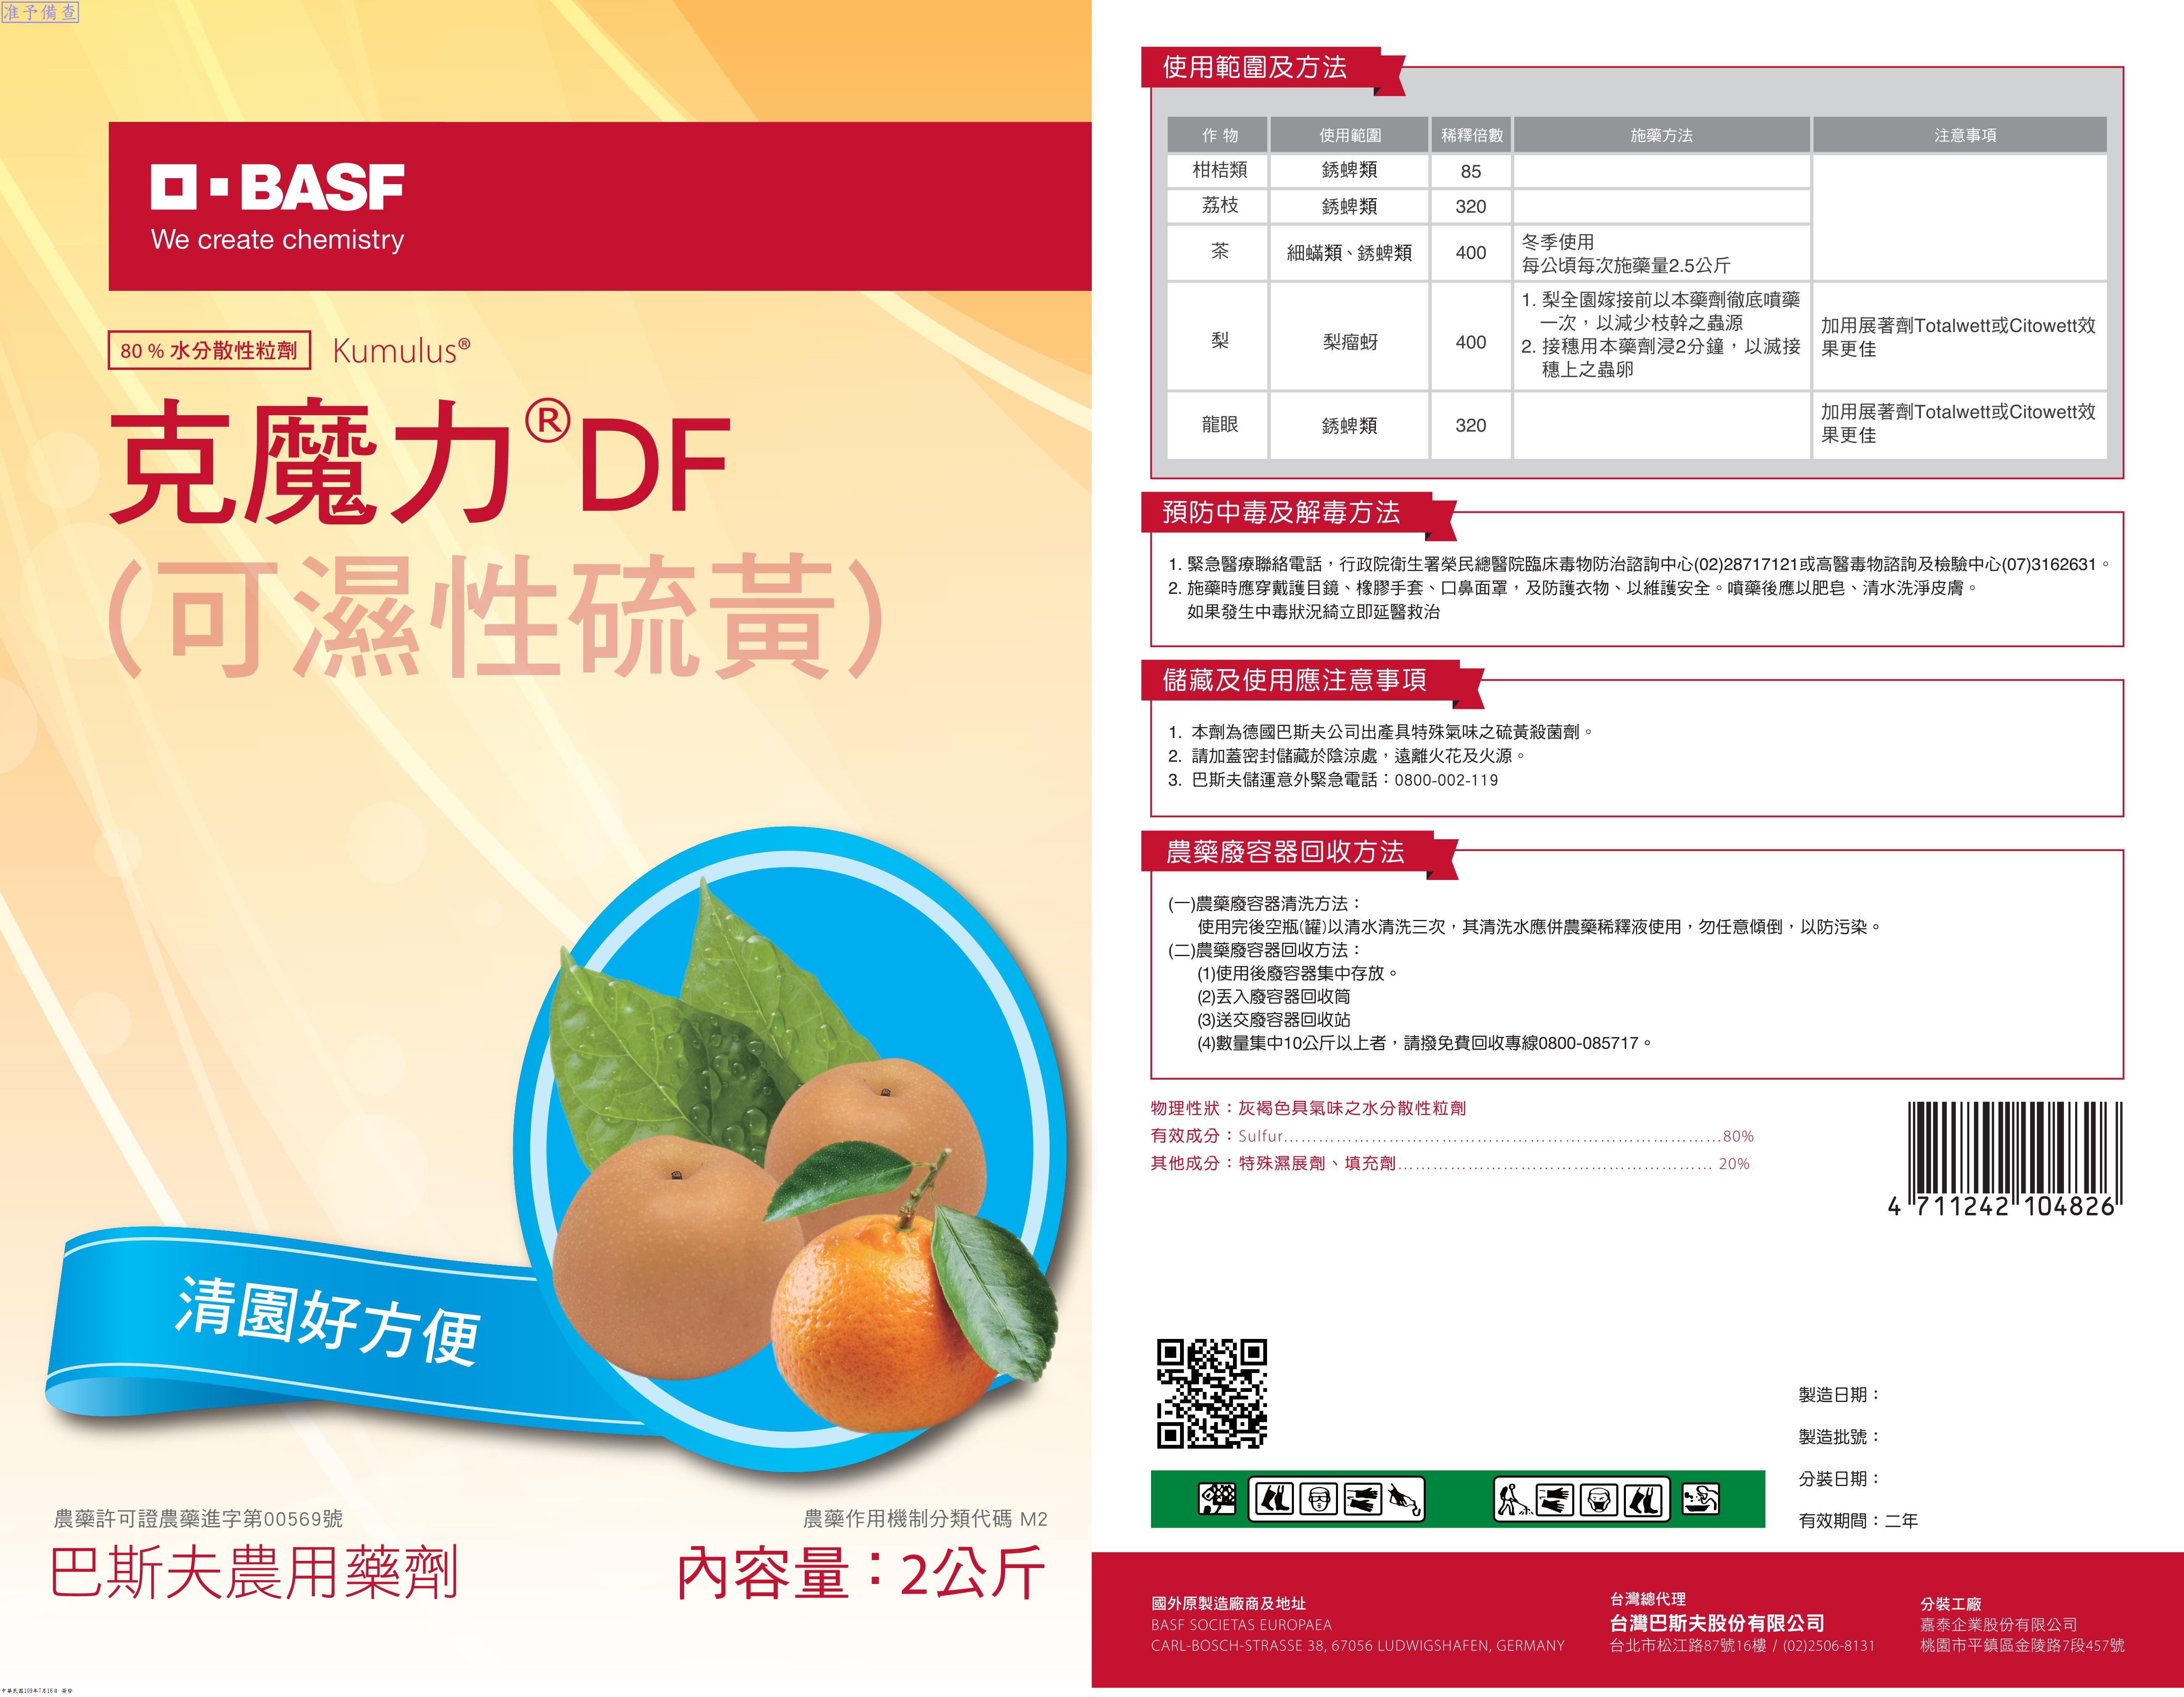 准予備查
BASF
We create chemistry
80 % 水分散性粒劑 Kumulus®
克魔力®DF
(可濕性硫黃)
清園好方便
農藥許可證農藥進字第00569號
農藥作用機制分類代碼 M2
巴斯夫農用藥劑
內容量：2公斤
中華民國109年7月16日
使用範圍及方法
作 物 使用範圍 稀釋倍數 施藥方法 注意事項
柑桔類 銹蜱類 85
荔枝 銹蜱類 320
茶 細蟎類、銹蜱類 400 冬季使用
每公頃每次施藥量2.5公斤
梨 梨瘤蚜 400 1. 梨全園嫁接前以本藥劑徹底噴藥
一次，以減少枝幹之蟲源
2. 接穗用本藥劑浸2分鐘，以滅接
穗上之蟲卵
加用展著劑Totalwett或Citowett效
果更佳
龍眼 銹蜱類 320 加用展著劑Totalwett或Citowett效
果更佳
預防中毒及解毒方法
1. 緊急醫療聯絡電話，行政院衛生署榮民總醫院臨床毒物防治諮詢中心(02)28717121或高醫毒物諮詢及檢驗中心(07)3162631。
2. 施藥時應穿戴護目鏡、橡膠手套、口鼻面罩，及防護衣物、以維護安全。噴藥後應以肥皂、清水洗淨皮膚。
如果發生中毒狀況綺立即延醫救治
儲藏及使用應注意事項
1. 本劑為德國巴斯夫公司出產具特殊氣味之硫黃殺菌劑。
2. 請加蓋密封儲藏於陰涼處，遠離火花及火源。
3. 巴斯夫儲運意外緊急電話：0800-002-119
農藥廢容器回收方法
(一)農藥廢容器清洗方法：
使用完後空瓶(罐)以清水清洗三次，其清洗水應併農藥稀釋液使用，勿任意傾倒，以防污染。
(二)農藥廢容器回收方法：
(1)使用後廢容器集中存放。
(2)丟入廢容器回收筒
(3)送交廢容器回收站
(4)數量集中10公斤以上者，請撥免費回收專線0800-085717。
物理性狀：灰褐色具氣味之水分散性粒劑
有效成分：Sulfur……………………………………………………………………80%
其他成分：特殊濕展劑、填充劑……………………………………………… 20%
4 711242 104826
製造日期：
製造批號：
分裝日期：
有效期間：二年
國外原製造廠商及地址
BASF SOCIETAS EUROPAEA
CARL-BOSCH-STRASSE 38, 67056 LUDWIGSHAFEN, GERMANY
台灣總代理
台灣巴斯夫股份有限公司
台北市松江路87號16樓 / (02)2506-8131
分裝工廠
嘉泰企業股份有限公司
桃園市平鎮區金陵路7段457號